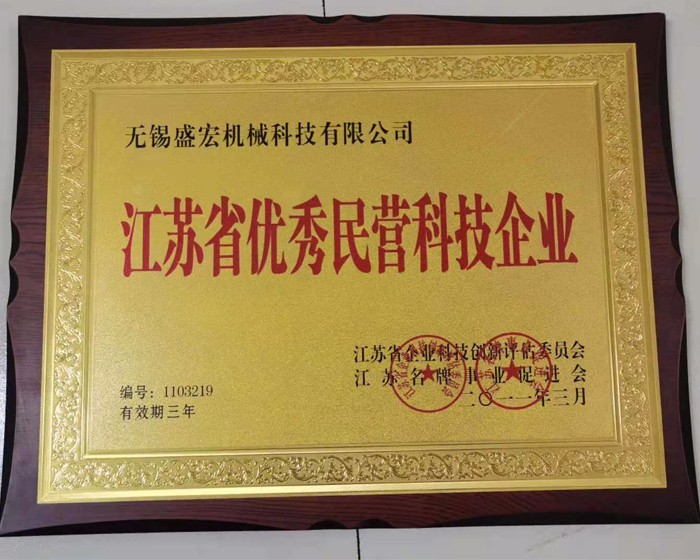 无锡盛宏机械科技有限公司
江苏省优秀民营科技企业
江苏省企业科技创新评估委员会
江苏名牌事业促进会
二〇一一年三月
编号：1103219
有效期三年